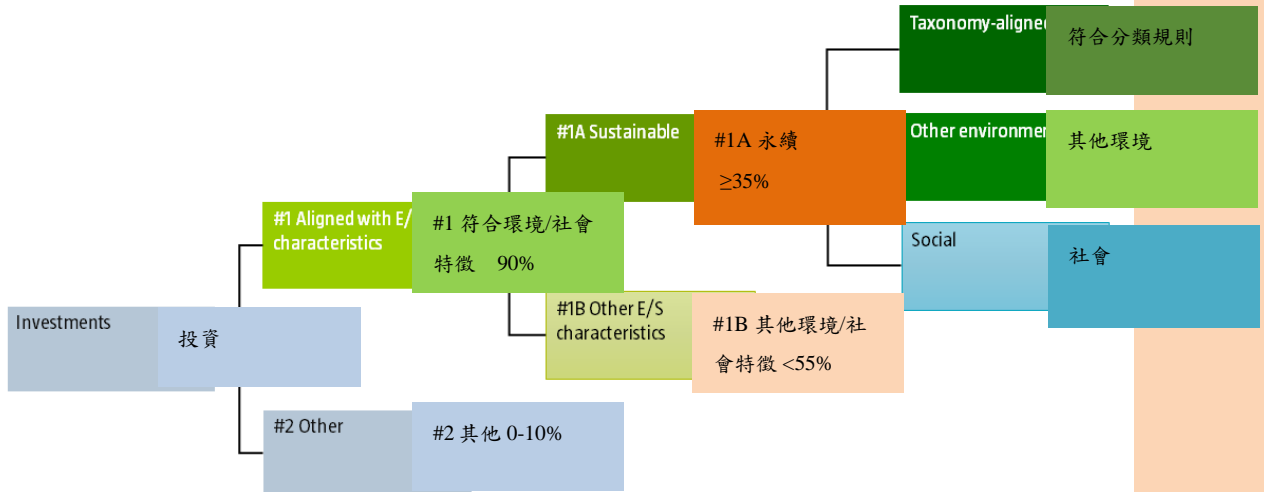 Taxonomy-aligned
符合分類規則
#1A Sustainable
#1A 永續
≥35%
Other environme
其他環境
#1 Aligned with E/
characteristics
#1 符合環境/社會
特徵 90%
Social
社會
#1B Other E/S
characteristics
#1B 其他環境/社
會特徵 <55%
Investments
投資
#2 Other
#2 其他 0-10%